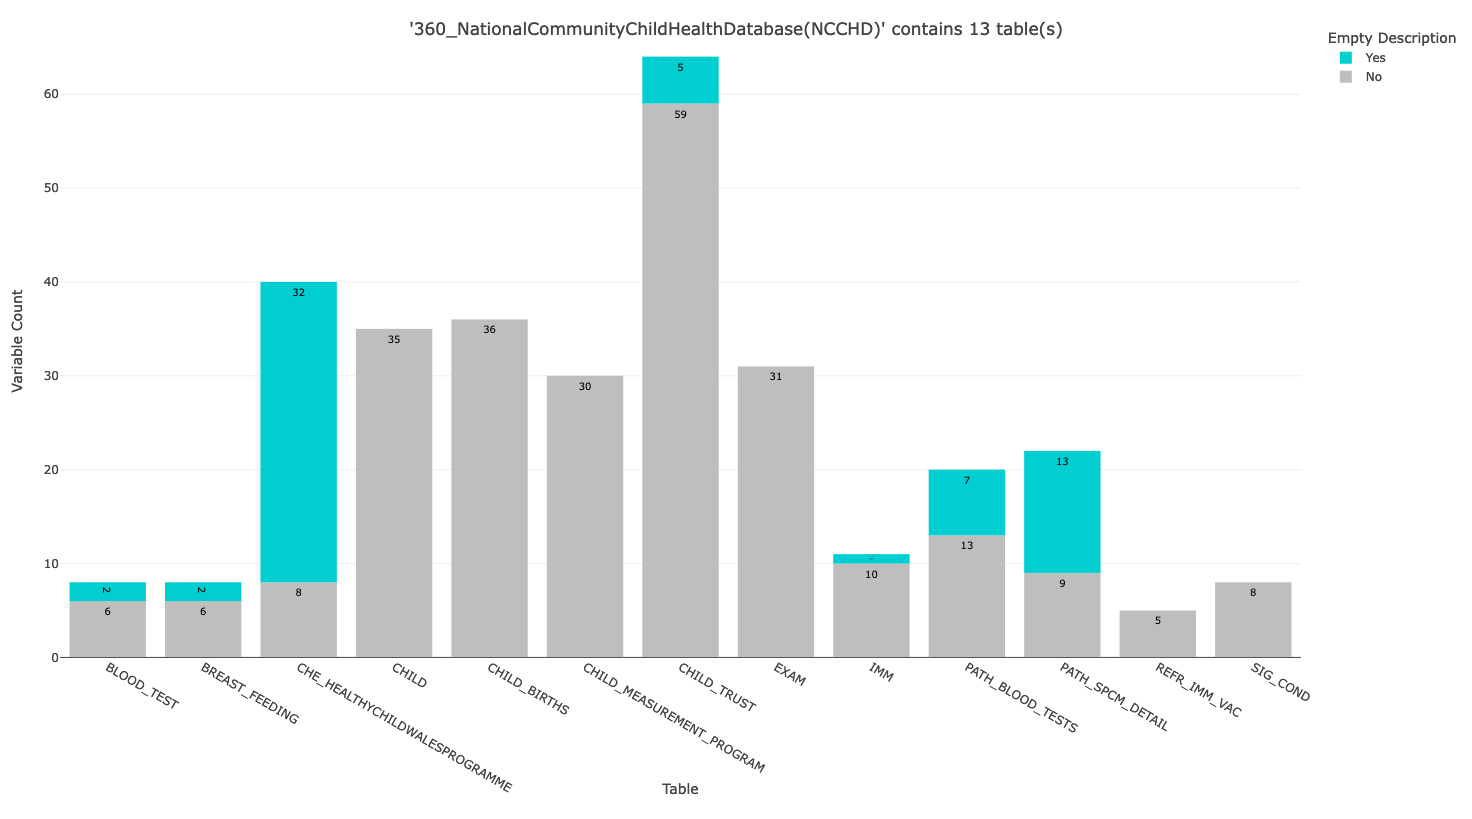 '360_NationalCommunityChildHealthDatabase(NCCHD)' contains 13 table(s)
Empty Description
Yes
No
Variable Count
60
50
40
30
20
10
0
2
6
2
6
32
8
35
36
30
5
59
31
10
7
13
13
9
5
8
BLOOD_TEST
BREAST_FEEDING
CHE_HEALTHYCHILDWALESPROGRAMME
CHILD
CHILD_BIRTHS
CHILD_MEASUREMENT_PROGRAM
CHILD_TRUST
EXAM
IMM
PATH_BLOOD_TESTS
PATH_SPCM_DETAIL
REFR_IMM_VAC
SIG_COND
Table